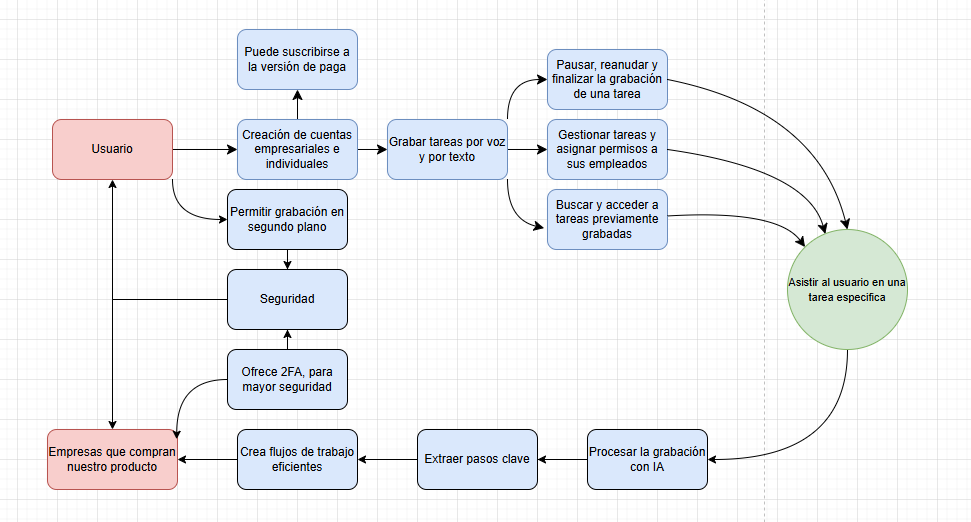 Puede suscribirse a
la versión de paga
Pausar, reanudar y
finalizar la grabación
de una tarea
Usuario
Creación de cuentas
empresariales e
individuales
Grabar tareas por voz
y por texto
Gestionar tareas y
asignar permisos a
sus empleados
Permitir grabación en
segundo plano
Buscar y acceder a
tareas previamente
grabadas
Seguridad
Asistir al usuario en una
tarea especifica
Ofrece 2FA, para
mayor seguridad
Empresas que compran
nuestro producto
Crea flujos de trabajo
eficientes
Extraer pasos clave
Procesar la grabación
con IA